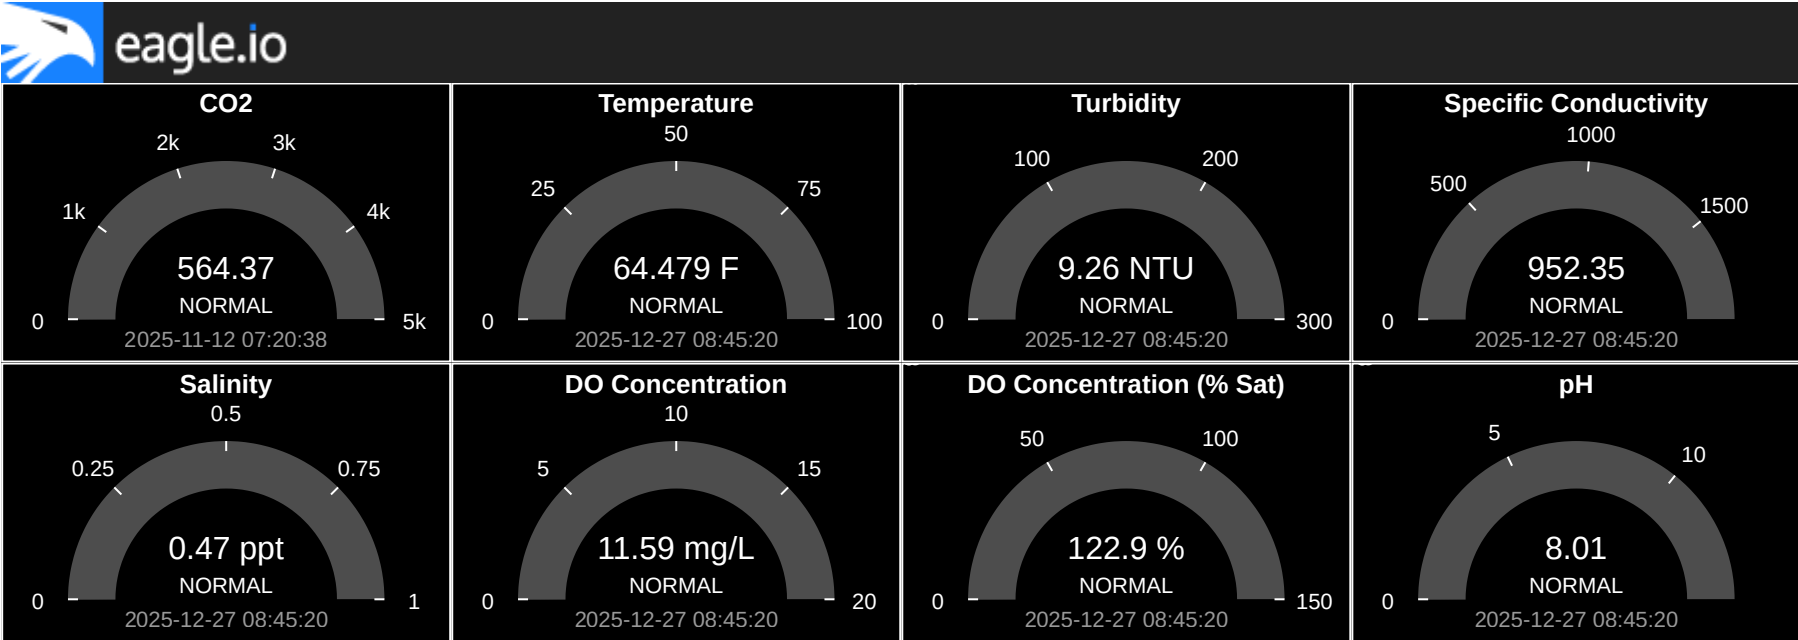 eagle.io
CO2
2k
3k
1k
4k
564.37
NORMAL
0
5k
2025-11-12 07:20:38
Temperature
50
25
75
64.479 F
NORMAL
0
100
2025-12-27 08:45:20
Turbidity
100
200
9.26 NTU
NORMAL
0
300
2025-12-27 08:45:20
Specific Conductivity
1000
500
1500
952.35
NORMAL
0
2025-12-27 08:45:20
Salinity
0.5
0.25
0.75
0.47 ppt
NORMAL
0
1
2025-12-27 08:45:20
DO Concentration
10
5
15
11.59 mg/L
NORMAL
0
20
2025-12-27 08:45:20
DO Concentration (% Sat)
50
100
122.9 %
NORMAL
0
150
2025-12-27 08:45:20
pH
5
10
8.01
NORMAL
0
2025-12-27 08:45:20